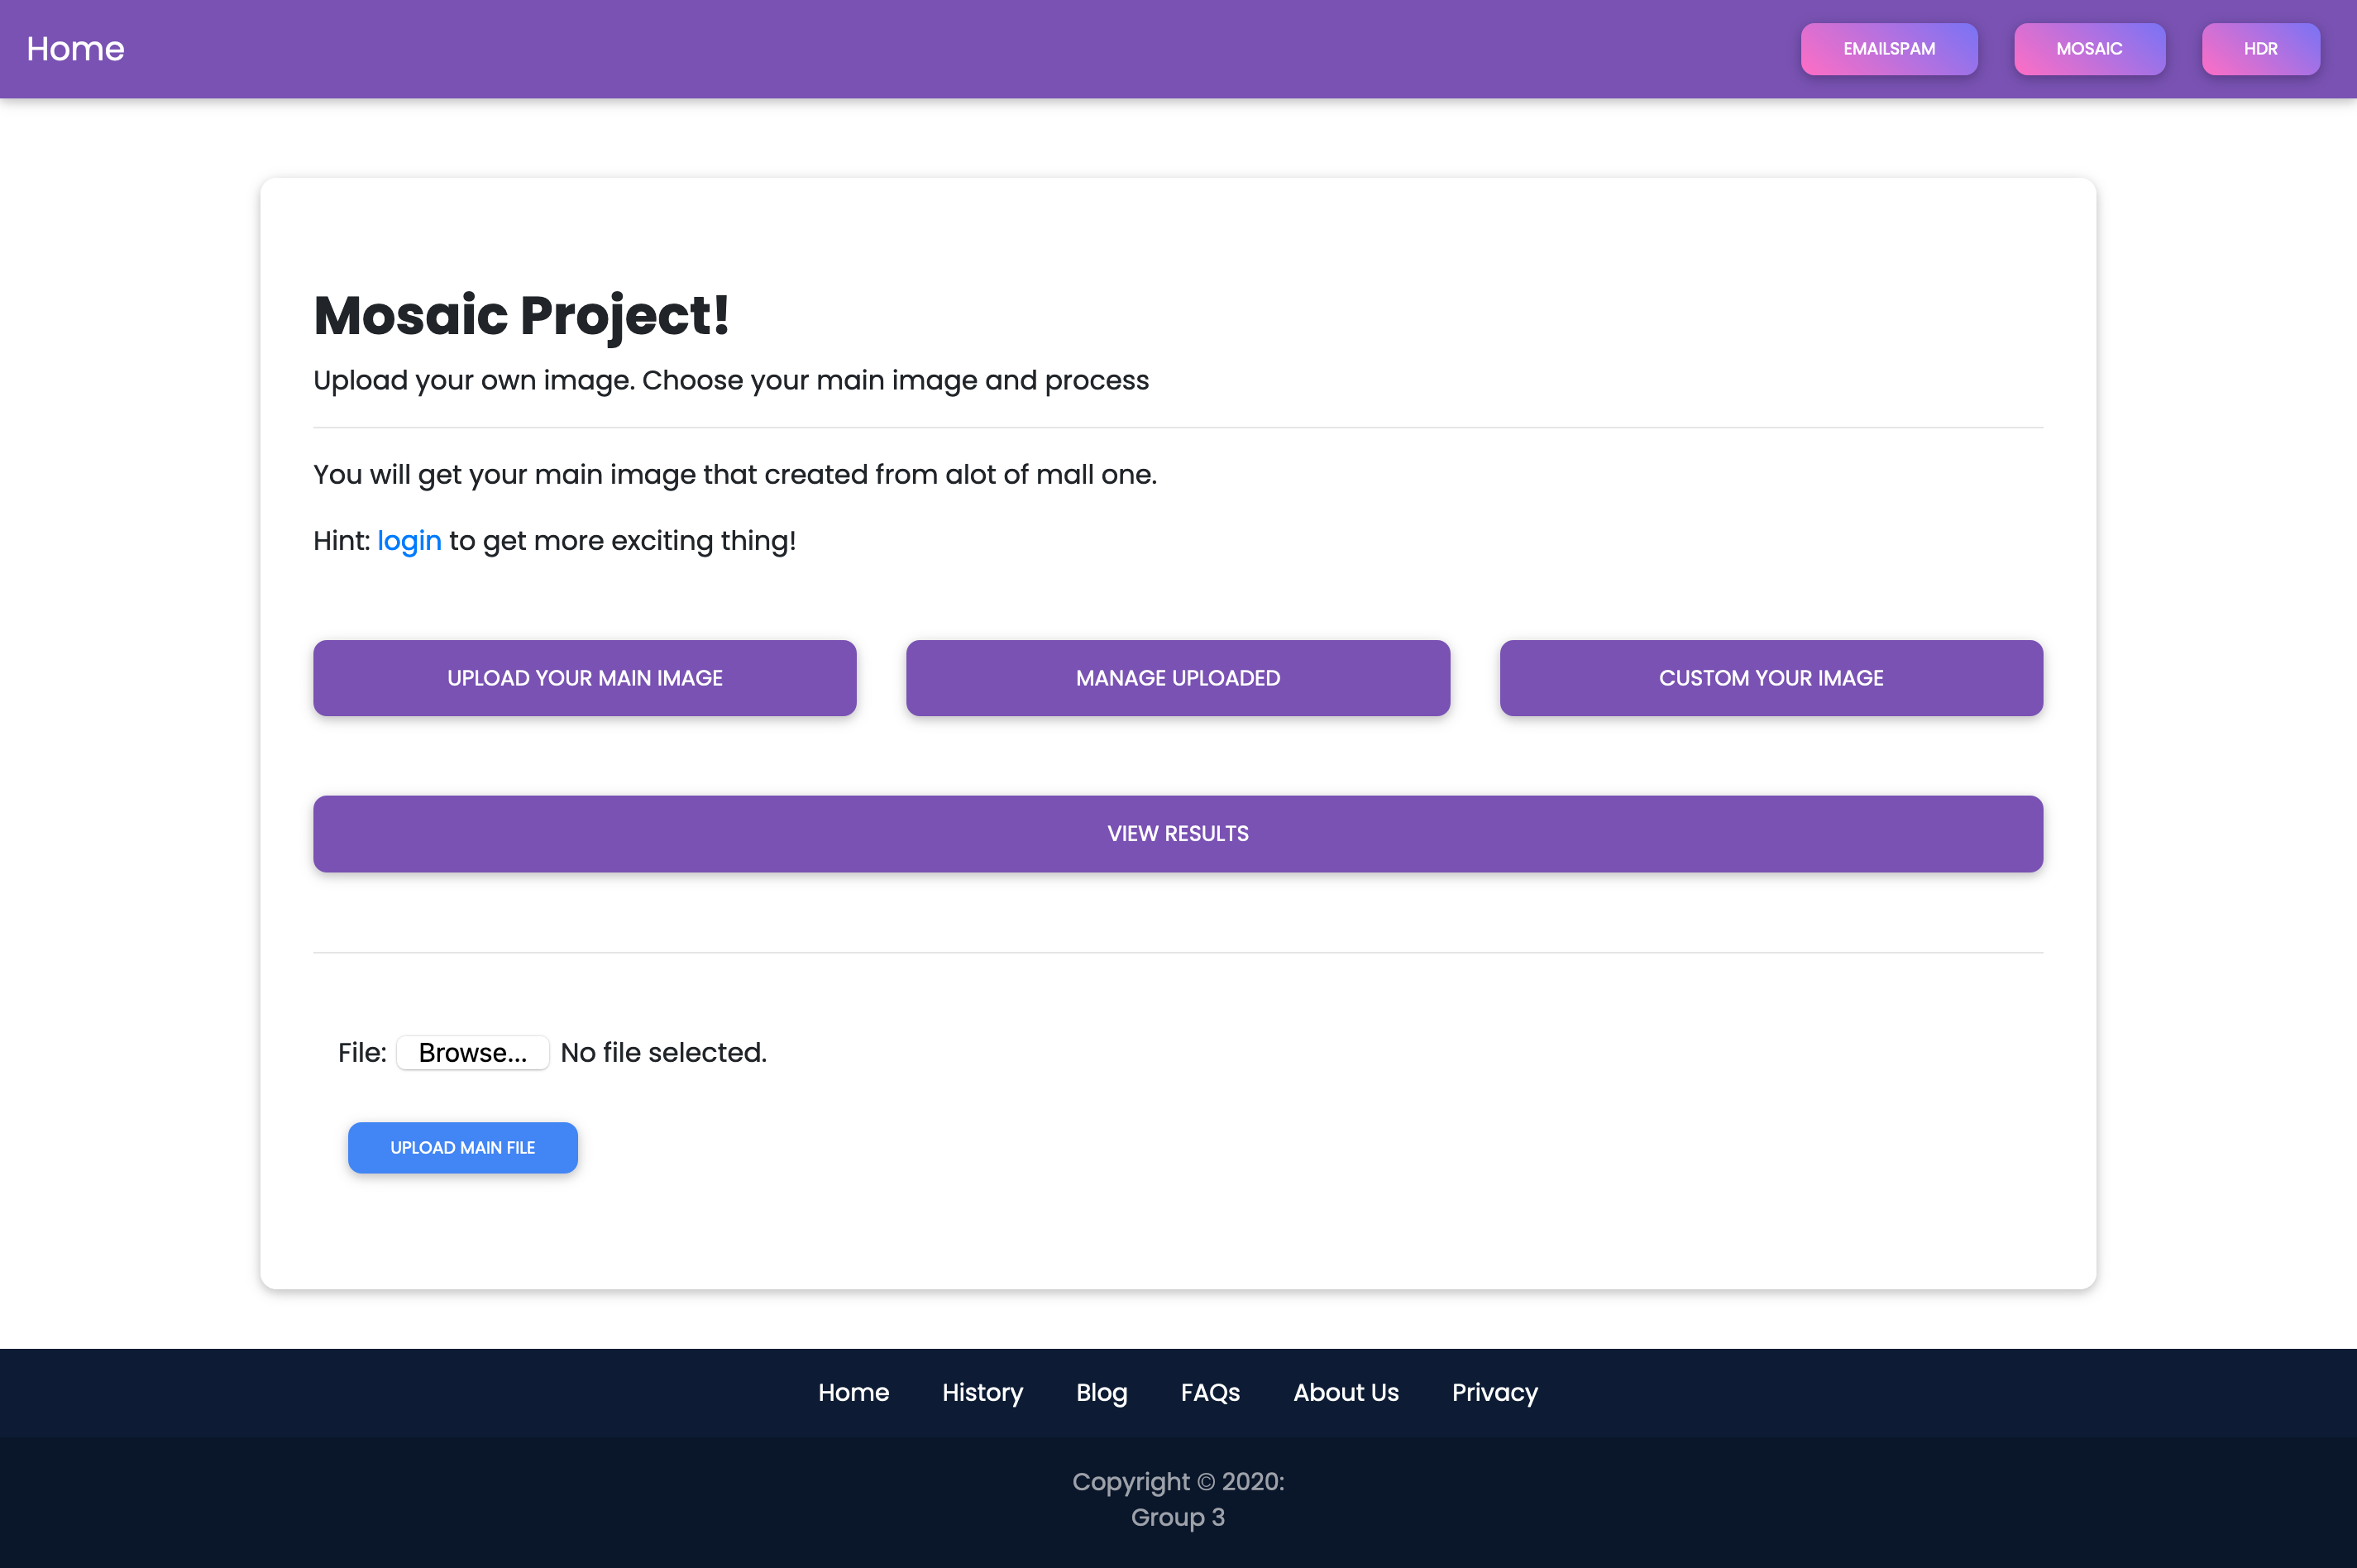 Home
EMAILSPAM
MOSAIC
HDR
Mosaic Project!
Upload your own image. Choose your main image and process
You will get your main image that created from alot of mall one.
Hint: login to get more exciting thing!
UPLOAD YOUR MAIN IMAGE
MANAGE UPLOADED
CUSTOM YOUR IMAGE
VIEW RESULTS
File: Browse... No file selected.
UPLOAD MAIN FILE
Home History Blog FAQs About Us Privacy
Copyright © 2020:
Group 3